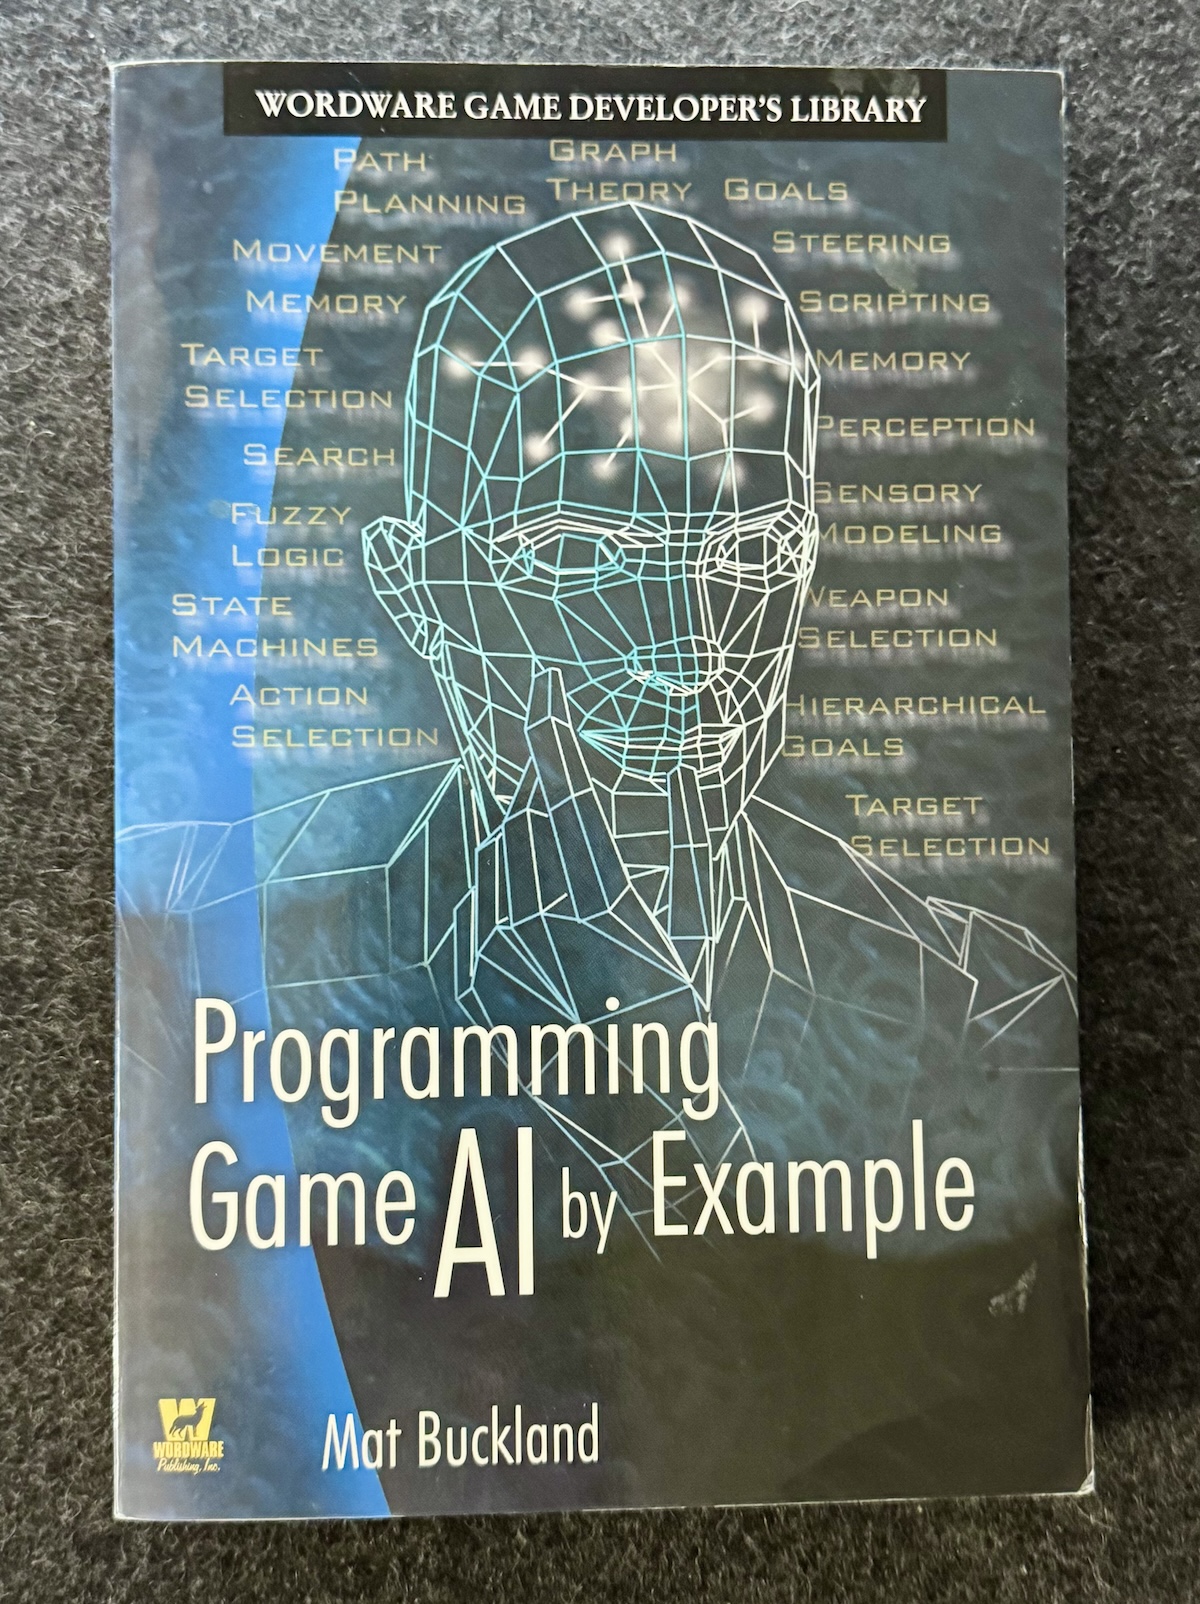 WORDWARE GAME DEVELOPER'S LIBRARY
PATH
PLANNING
GRAPH
THEORY
GOALS
MOVEMENT
STEERING
MEMORY
SCRIPTING
TARGET
SELECTION
MEMORY
SEARCH
PERCEPTION
FUZZY
LOGIC
SENSORY
MODELING
STATE
MACHINES
WEAPON
SELECTION
ACTION
SELECTION
HIERARCHICAL
GOALS
TARGET
SELECTION
Programming
Game AI by Example
Mat Buckland
W
WORDWARE
Publishing, Inc.